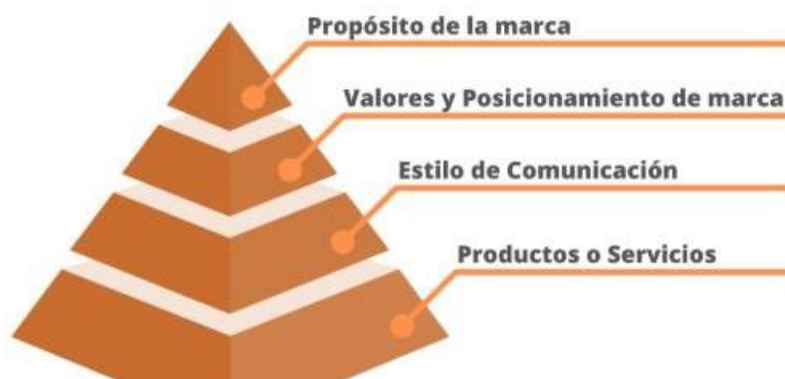 Propósito de la marca
Valores y Posicionamiento de marca
Estilo de Comunicación
Productos o Servicios